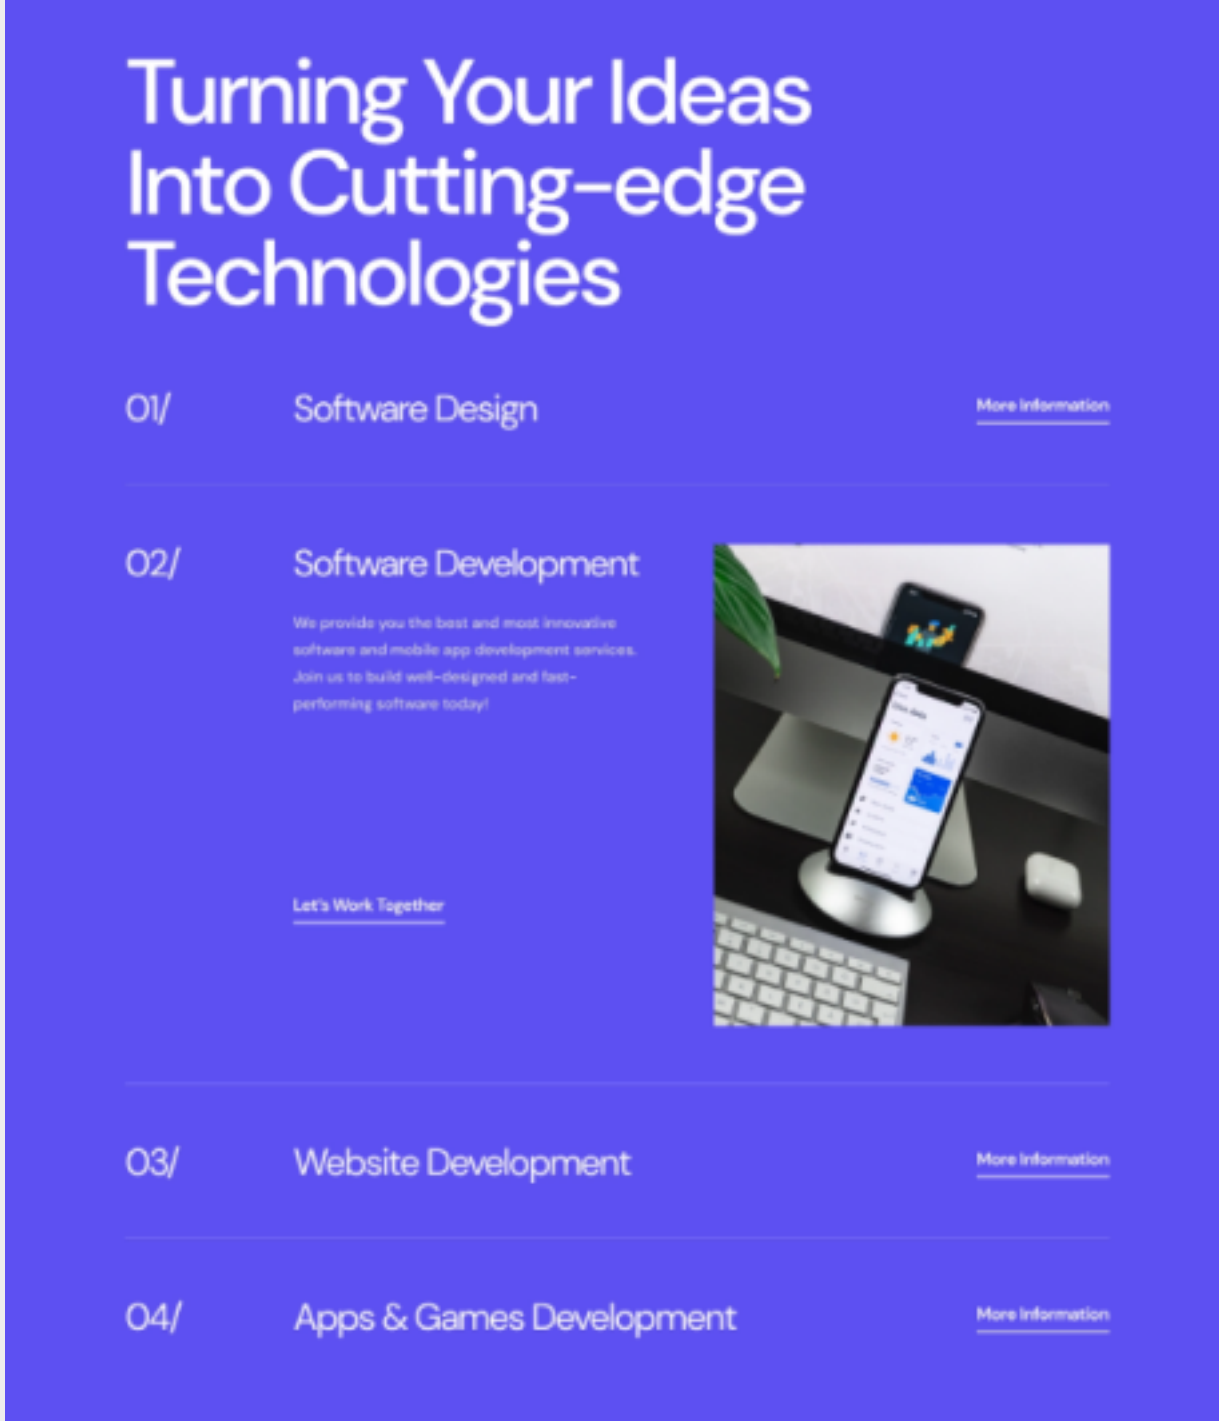 Turning Your Ideas
Into Cutting-edge
Technologies
01/ Software Design More Information
02/ Software Development
We provide you the best and most innovative
software and mobile app development services.
Join us to build well-designed and fast-
performing software today!
Let's Work Together
03/ Website Development More Information
04/ Apps & Games Development More Information